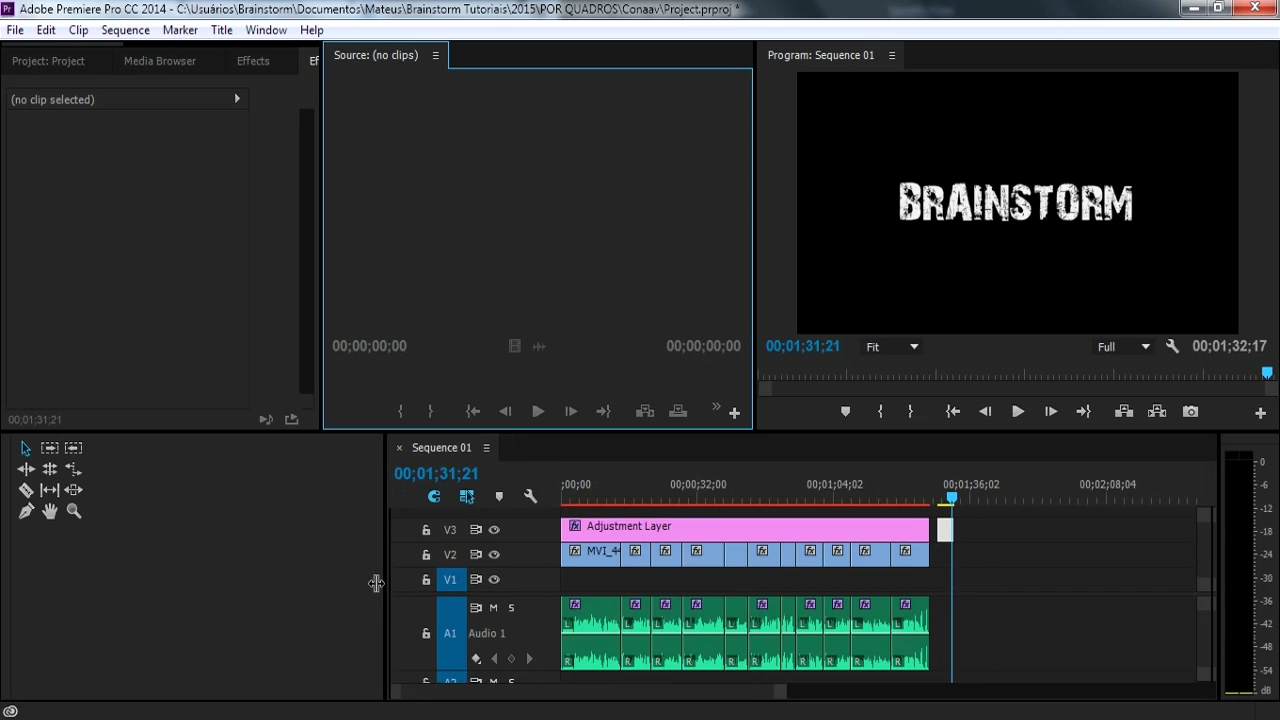 Adobe Premiere Pro CC 2014 - C:\Usuários\Brainstorm\Documentos\Mateus\Brainstorm Tutoriais\2015\POR QUADROS\Conaav\Project.prproj *
File Edit Clip Sequence Marker Title Window Help
Project: Project Media Browser Effects Ef
Source: (no clips)
Program: Sequence 01
(no clip selected)
BRAINSTORM
00;00;00;00 00;00;00;00
00;01;31;21 Fit Full 00;01;32;17
00;01;31;21
Sequence 01
00;01;31;21
;00;00 00;00;32;00 00;01;04;02 00;01;36;02 00;02;08;04
V3 Adjustment Layer
V2 MVI_4
V1
M S
A1 Audio 1
L L L L L L L L L L L
R R R R R R R R R R R
0
-6
-12
-18
-24
-30
-36
-42
-48
-54
dB